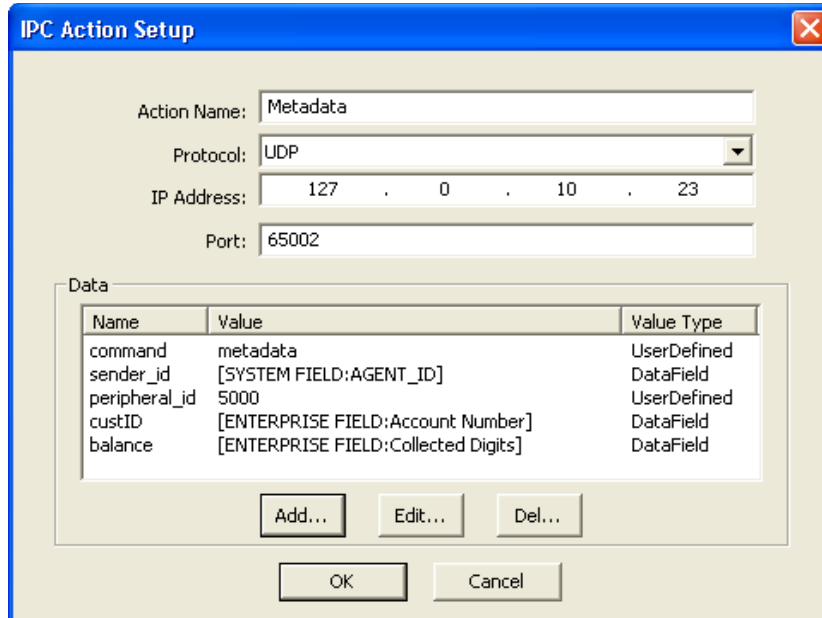 IPC Action Setup
Action Name: Metadata
Protocol: UDP
IP Address: 127 . 0 . 10 . 23
Port: 65002
Data
Name Value Value Type
command metadata UserDefined
sender_id [SYSTEM FIELD:AGENT_ID] DataField
peripheral_id 5000 UserDefined
custID [ENTERPRISE FIELD:Account Number] DataField
balance [ENTERPRISE FIELD:Collected Digits] DataField
Add... Edit... Del...
OK Cancel